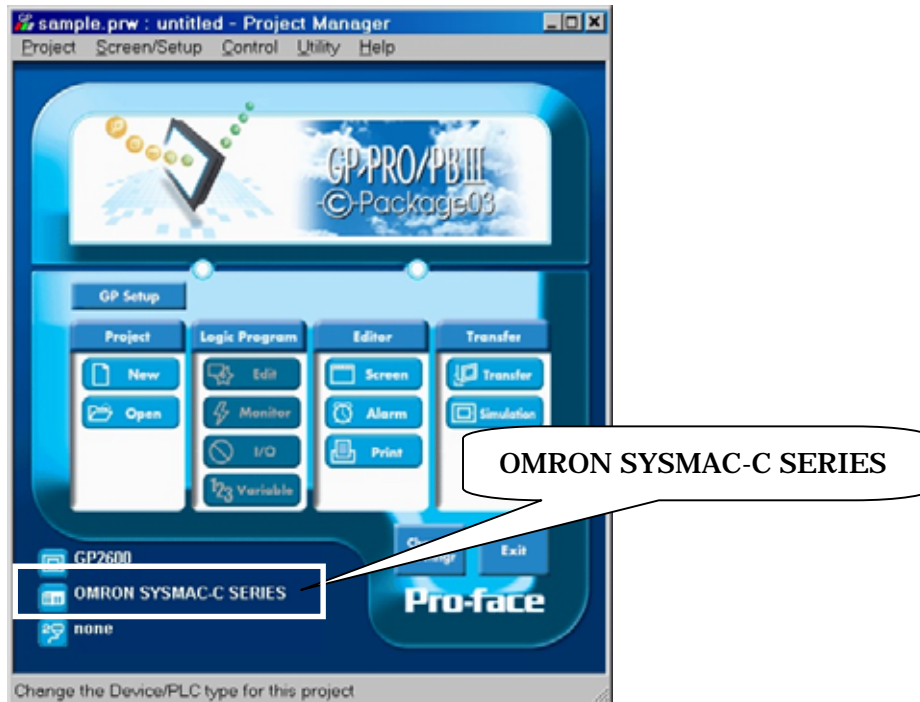 sample.prw : untitled - Project Manager
Project Screen/Setup Control Utility Help
GP-PRO/PBIII
-C-Package03
GP Setup
Project Logic Program Editor Transfer
New Edit Screen Transfer
Open Monitor Alarm Simulation
I/O Print
123 Variable
OMRON SYSMAC-C SERIES
Exit
GP2600
OMRON SYSMAC-C SERIES
Pro-face
none
Change the Device/PLC type for this project